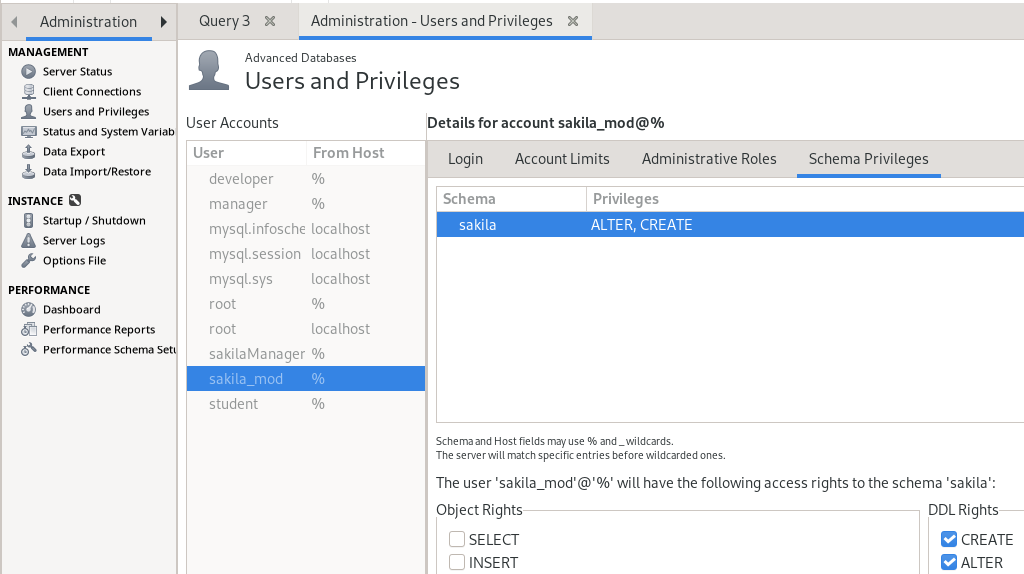 Administration
Query 3
Administration - Users and Privileges
MANAGEMENT
Server Status
Client Connections
Users and Privileges
Status and System Variab
Data Export
Data Import/Restore
INSTANCE
Startup / Shutdown
Server Logs
Options File
PERFORMANCE
Dashboard
Performance Reports
Performance Schema Setu
Advanced Databases
Users and Privileges
User Accounts
User From Host
developer %
manager %
mysql.infosche localhost
mysql.session localhost
mysql.sys localhost
root %
root localhost
sakilaManager %
sakila_mod %
student %
Details for account sakila_mod@%
Login Account Limits Administrative Roles Schema Privileges
Schema Privileges
sakila ALTER, CREATE
Schema and Host fields may use % and _ wildcards.
The server will match specific entries before wildcarded ones.
The user 'sakila_mod'@'%' will have the following access rights to the schema 'sakila':
Object Rights
SELECT
INSERT
DDL Rights
CREATE
ALTER